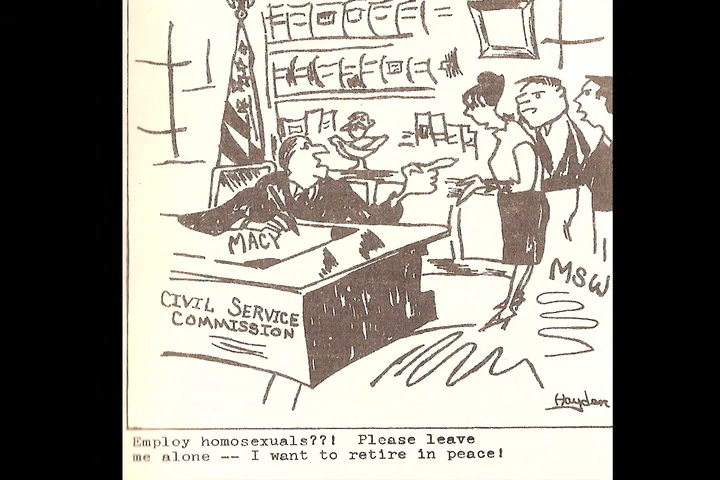 MACY
MSW
CIVIL SERVICE
COMMISSION
Hayden
Employ homosexuals??! Please leave
me alone -- I want to retire in peace!